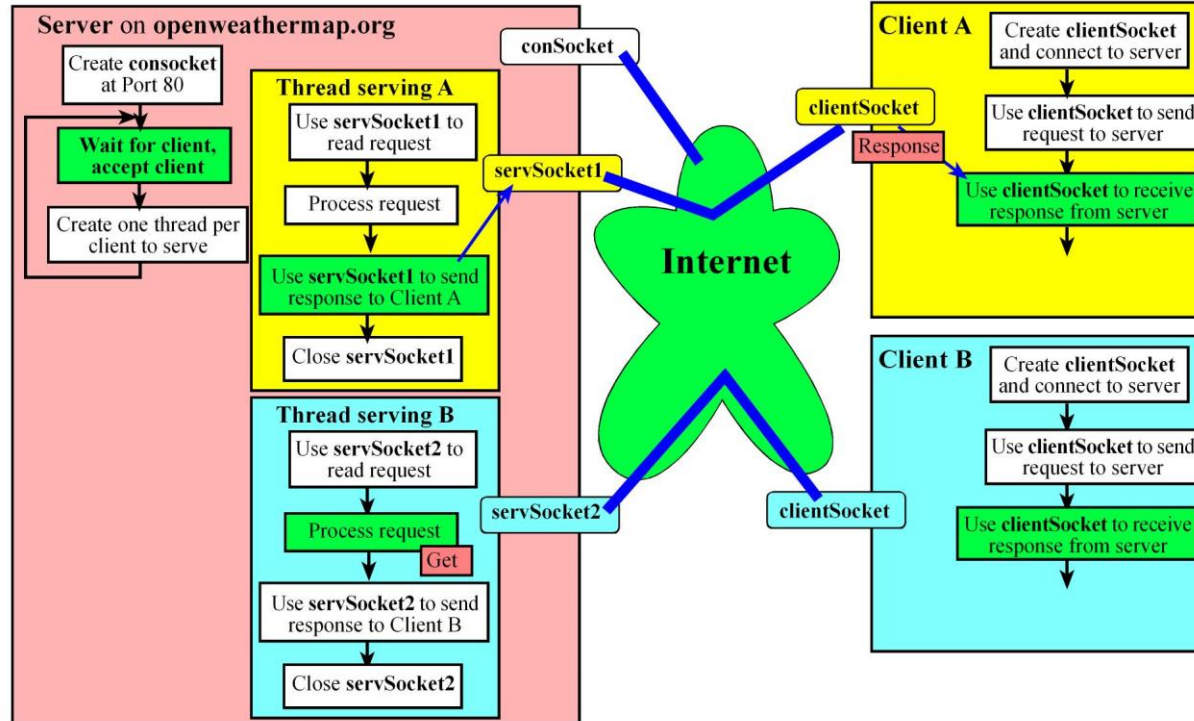 Server on openweathermap.org
Create consocket
at Port 80
Wait for client,
accept client
Create one thread per
client to serve
Thread serving A
Use servSocket1 to
read request
Process request
Use servSocket1 to send
response to Client A
Close servSocket1
Thread serving B
Use servSocket2 to
read request
Process request
Get
Use servSocket2 to send
response to Client B
Close servSocket2
conSocket
servSocket1
servSocket2
Internet
clientSocket
Response
clientSocket
Client A
Create clientSocket
and connect to server
Use clientSocket to send
request to server
Use clientSocket to receive
response from server
Client B
Create clientSocket
and connect to server
Use clientSocket to send
request to server
Use clientSocket to receive
response from server